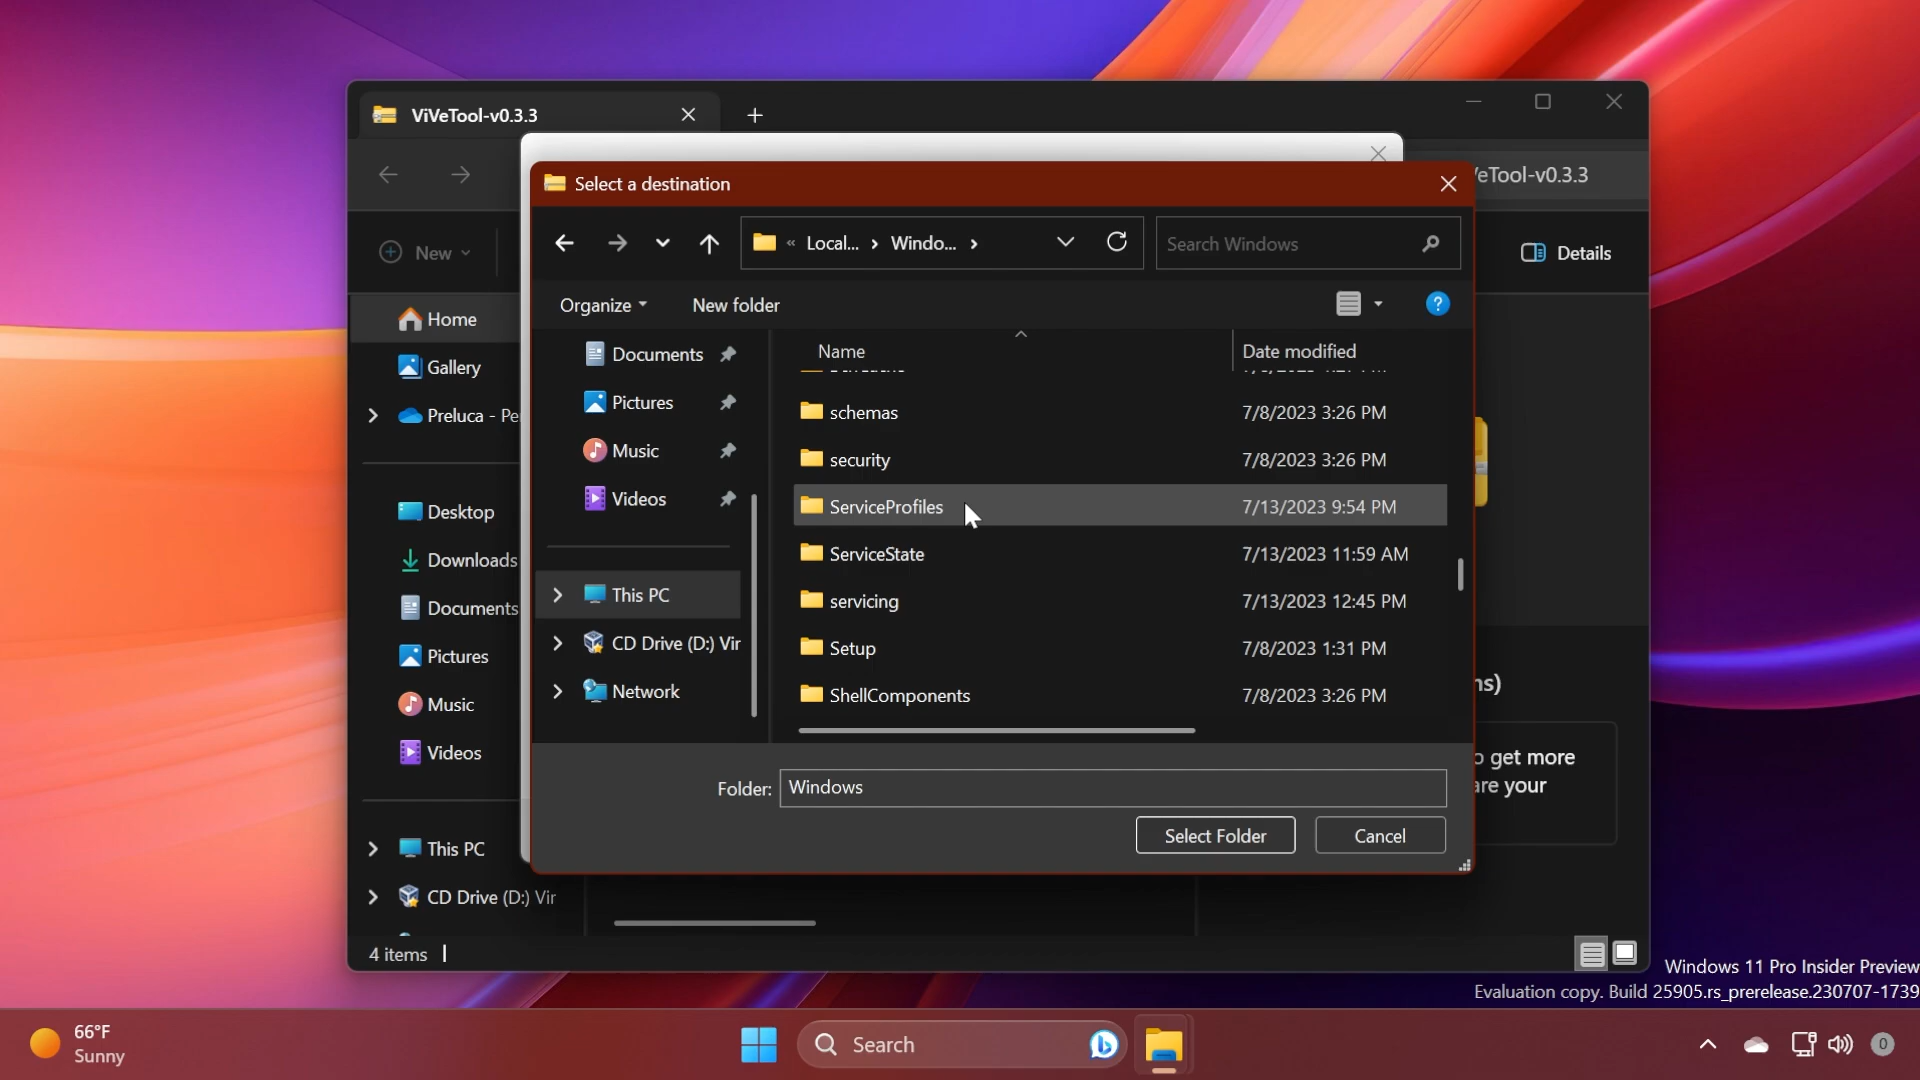 ViVeTool-v0.3.3
eTool-v0.3.3
Select a destination
« Local... › Windo... ›
Search Windows
New
Details
Organize
New folder
Home
Gallery
Preluca - Pe
Desktop
Downloads
Documents
Pictures
Music
Videos
This PC
CD Drive (D:) Vir
4 items
Documents
Pictures
Music
Videos
This PC
CD Drive (D:) Vir
Network
Name Date modified
schemas 7/8/2023 3:26 PM
security 7/8/2023 3:26 PM
ServiceProfiles 7/13/2023 9:54 PM
ServiceState 7/13/2023 11:59 AM
servicing 7/13/2023 12:45 PM
Setup 7/8/2023 1:31 PM
ShellComponents 7/8/2023 3:26 PM
Folder: Windows
Select Folder Cancel
ns)
get more
are your
Windows 11 Pro Insider Preview
Evaluation copy. Build 25905.rs_prerelease.230707-1739
66°F
Sunny
Search
0